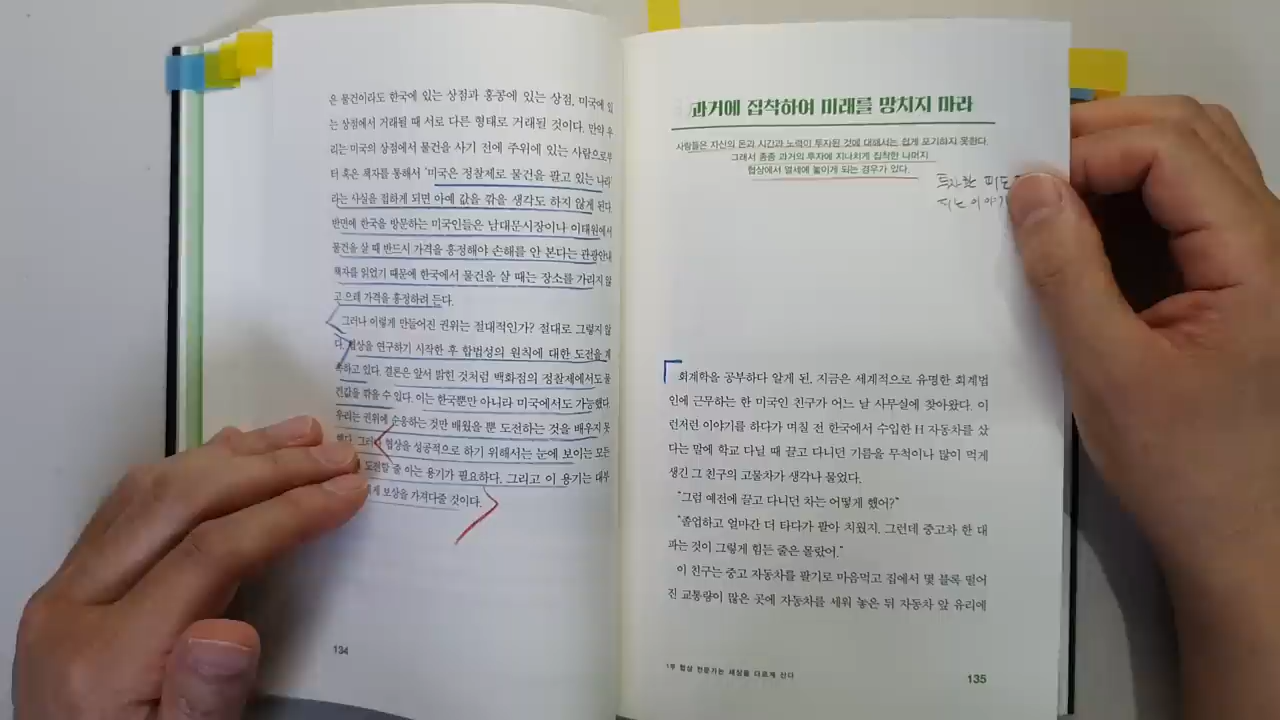 은 물건이라도 한국에 있는 상점과 홍콩에 있는 상점, 미국에 있
는 상점에서 거래될 때 서로 다른 형태로 거래될 것이다. 만약 우
리는 미국의 상점에서 물건을 사기 전에 주위에 있는 사람으로부
터 혹은 책자를 통해서 '미국은 정찰제로 물건을 팔고 있는 나라'
라는 사실을 접하게 되면 아예 값을 깎을 생각도 하지 않게 된다.
반면에 한국을 방문하는 미국인들은 남대문시장이나 이태원에서
물건을 살 때 반드시 가격을 흥정해야 손해를 안 본다는 관광안내
책자를 읽었기 때문에 한국에서 물건을 살 때는 장소를 가리지 않
고 으레 가격을 흥정하려 든다.
그러나 이렇게 만들어진 권위는 절대적인가? 절대로 그렇지 않
다. 협상을 연구하기 시작한 후 합법성의 원칙에 대한 도전을 계
속하고 있다. 결론은 앞서 밝힌 것처럼 백화점의 정찰제에서도 물
건값을 깎을 수 있다. 이는 한국뿐만 아니라 미국에서도 가능했다.
우리는 권위에 순응하는 것만 배웠을 뿐 도전하는 것을 배우지 못
했다. 그러나 협상을 성공적으로 하기 위해서는 눈에 보이는 모든
도전할 줄 아는 용기가 필요하다. 그리고 이 용기는 대부
보상을 가져다줄 것이다.
134
과거에 집착하여 미래를 망치지 마라
사람들은 자신의 돈과 시간과 노력이 투자된 것에 대해서는 쉽게 포기하지 못한다.
그래서 종종 과거의 투자에 지나치게 집착한 나머지
협상에서 열세에 놓이게 되는 경우가 있다.
투자한
이야기
회계학을 공부하다 알게 된, 지금은 세계적으로 유명한 회계법
인에 근무하는 한 미국인 친구가 어느 날 사무실에 찾아왔다. 이
런저런 이야기를 하다가 며칠 전 한국에서 수입한 H 자동차를 샀
다는 말에 학교 다닐 때 끌고 다니던 기름을 무척이나 많이 먹게
생긴 그 친구의 고물차가 생각나 물었다.
"그럼 예전에 끌고 다니던 차는 어떻게 했어?"
"졸업하고 얼마간 더 타다가 팔아 치웠지. 그런데 중고차 한 대
파는 것이 그렇게 힘든 줄은 몰랐어."
이 친구는 중고 자동차를 팔기로 마음먹고 집에서 몇 블록 떨어
진 교통량이 많은 곳에 자동차를 세워 놓은 뒤 자동차 앞 유리에
1부 협상 전문가는 세상을 다르게 산다
135